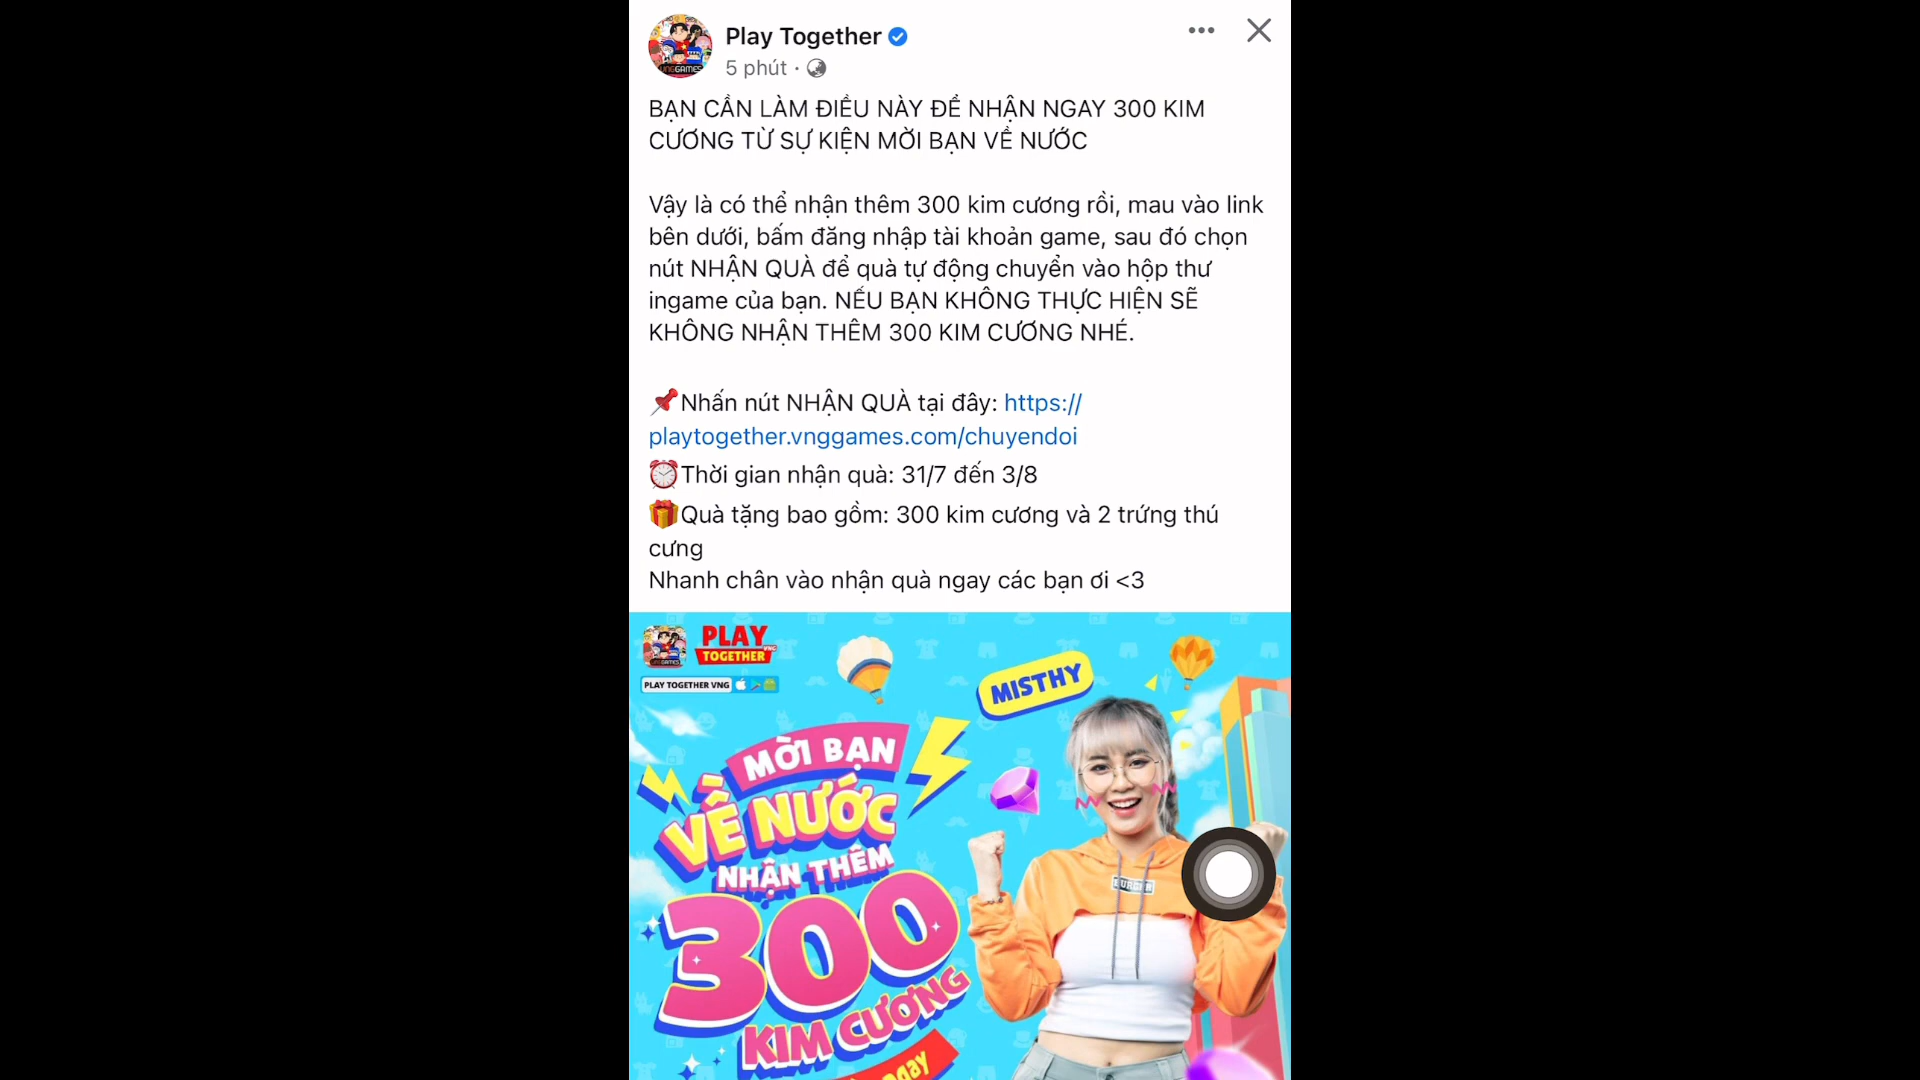 Play Together
5 phút ·
BẠN CẦN LÀM ĐIỀU NÀY ĐỂ NHẬN NGAY 300 KIM
CƯƠNG TỪ SỰ KIỆN MỜI BẠN VỀ NƯỚC
Vậy là có thể nhận thêm 300 kim cương rồi, mau vào link
bên dưới, bấm đăng nhập tài khoản game, sau đó chọn
nút NHẬN QUÀ để quà tự động chuyển vào hộp thư
ingame của bạn. NẾU BẠN KHÔNG THỰC HIỆN SẼ
KHÔNG NHẬN THÊM 300 KIM CƯƠNG NHÉ.
📌Nhấn nút NHẬN QUÀ tại đây: https://
playtogether.vnggames.com/chuyendoi
⏰Thời gian nhận quà: 31/7 đến 3/8
🎁Quà tặng bao gồm: 300 kim cương và 2 trứng thú
cưng
Nhanh chân vào nhận quà ngay các bạn ơi <3
PLAY
TOGETHER VNG
PLAY TOGETHER VNG
MISTHY
MỜI BẠN
VỀ NƯỚC
NHẬN THÊM
300
KIM CƯƠNG